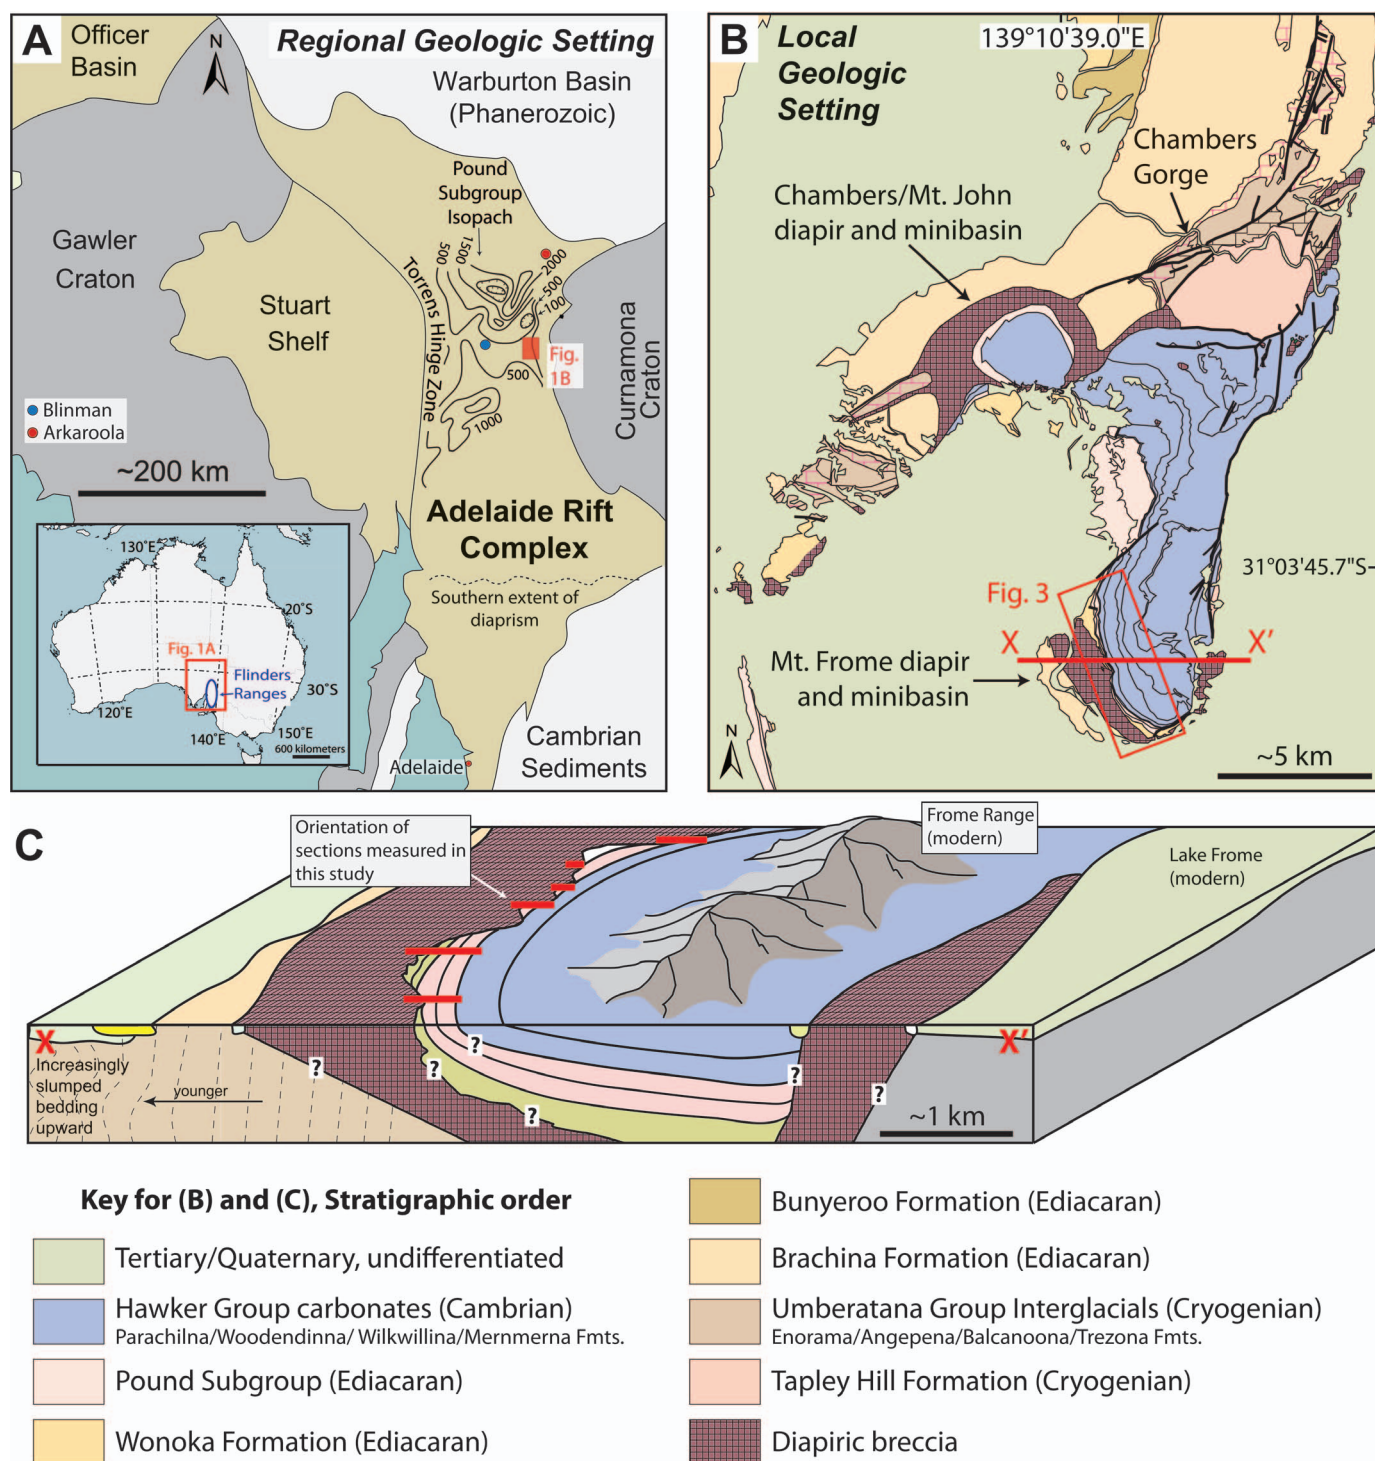 A
Officer
Basin
N
Regional Geologic Setting
Warburton Basin
(Phanerozoic)
Pound
Subgroup
Isopach
500
1500
2000
500
100
Gawler
Craton
Torrens Hinge Zone
Stuart
Shelf
Fig.
1B
500
1000
Curnamona
Craton
Blinman
Arkaroola
~200 km
Adelaide Rift
Complex
Southern extent of
diaprism
130˚E
20˚S
Fig. 1A
Flinders
Ranges
30˚S
120˚E
140˚E
150˚E
600 kilometers
Adelaide
Cambrian
Sediments
B
Local
Geologic
Setting
139°10'39.0"E
Chambers
Gorge
Chambers/Mt. John
diapir and minibasin
31°03'45.7"S
Fig. 3
X
X'
Mt. Frome diapir
and minibasin
N
~5 km
C
Orientation of
sections measured in
this study
Frome Range
(modern)
Lake Frome
(modern)
X
X'
Increasingly
slumped
bedding
upward
younger
?
?
?
?
?
?
~1 km
Key for (B) and (C), Stratigraphic order
Tertiary/Quaternary, undifferentiated
Hawker Group carbonates (Cambrian)
Parachilna/Woodendinna/ Wilkwillina/Mernmerna Fmts.
Pound Subgroup (Ediacaran)
Wonoka Formation (Ediacaran)
Bunyeroo Formation (Ediacaran)
Brachina Formation (Ediacaran)
Umberatana Group Interglacials (Cryogenian)
Enorama/Angepena/Balcanoona/Trezona Fmts.
Tapley Hill Formation (Cryogenian)
Diapiric breccia